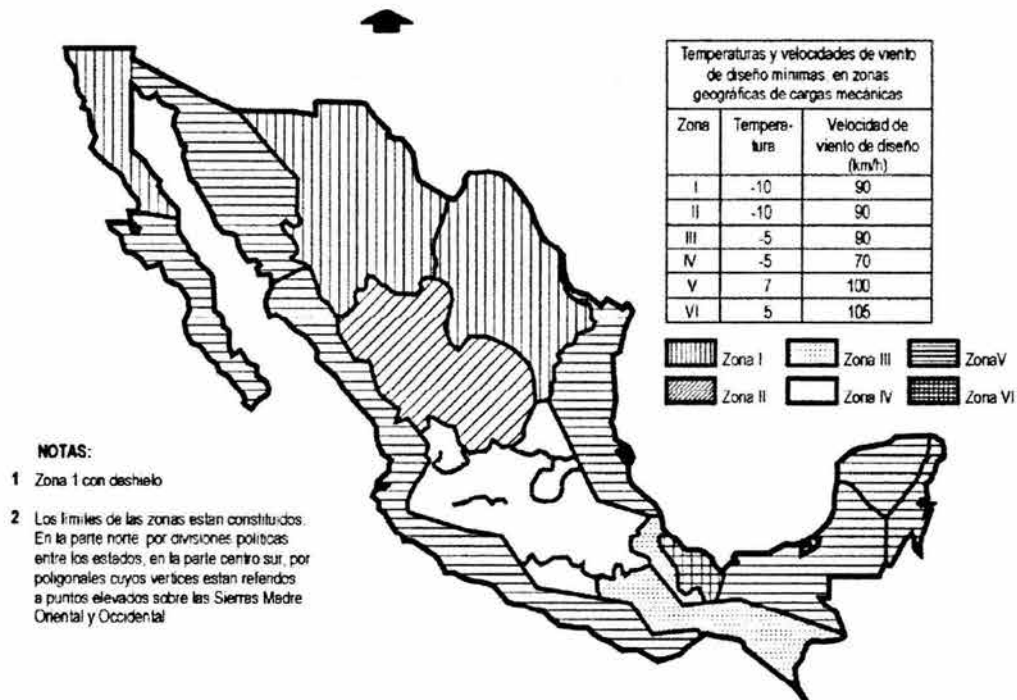 Temperaturas y velocidades de viento
de diseño mínimas, en zonas
geográficas de cargas mecánicas
Zona Tempera- Velocidad de
tura viento de diseño
(km/h)
I -10 90
II -10 90
III -5 90
IV -5 70
V 7 100
VI 5 105
Zona I Zona III Zona V
Zona II Zona IV Zona VI
NOTAS:
1 Zona 1 con deshielo
2 Los límites de las zonas estan constituidos.
En la parte norte por divisiones politicas
entre los estados, en la parte centro sur, por
poligonales cuyos vertices estan referidos
a puntos elevados sobre las Sierras Madre
Oriental y Occidental